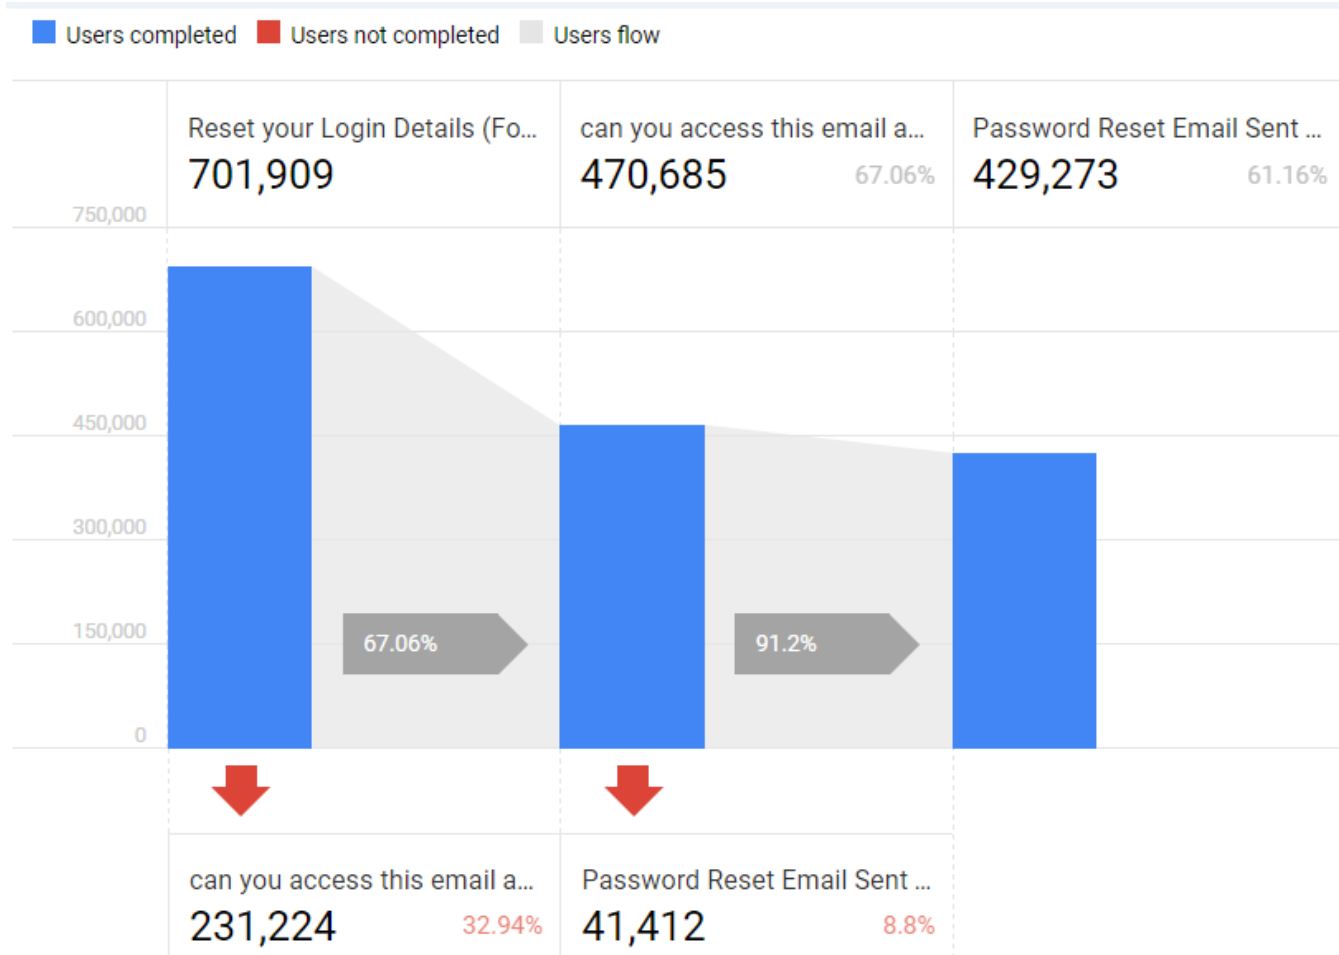 Users completed Users not completed Users flow
Reset your Login Details (Fo... can you access this email a... Password Reset Email Sent ...
701,909 470,685 67.06% 429,273 61.16%
750,000
600,000
450,000
300,000
150,000
67.06% 91.2%
0
can you access this email a... Password Reset Email Sent ...
231,224 32.94% 41,412 8.8%